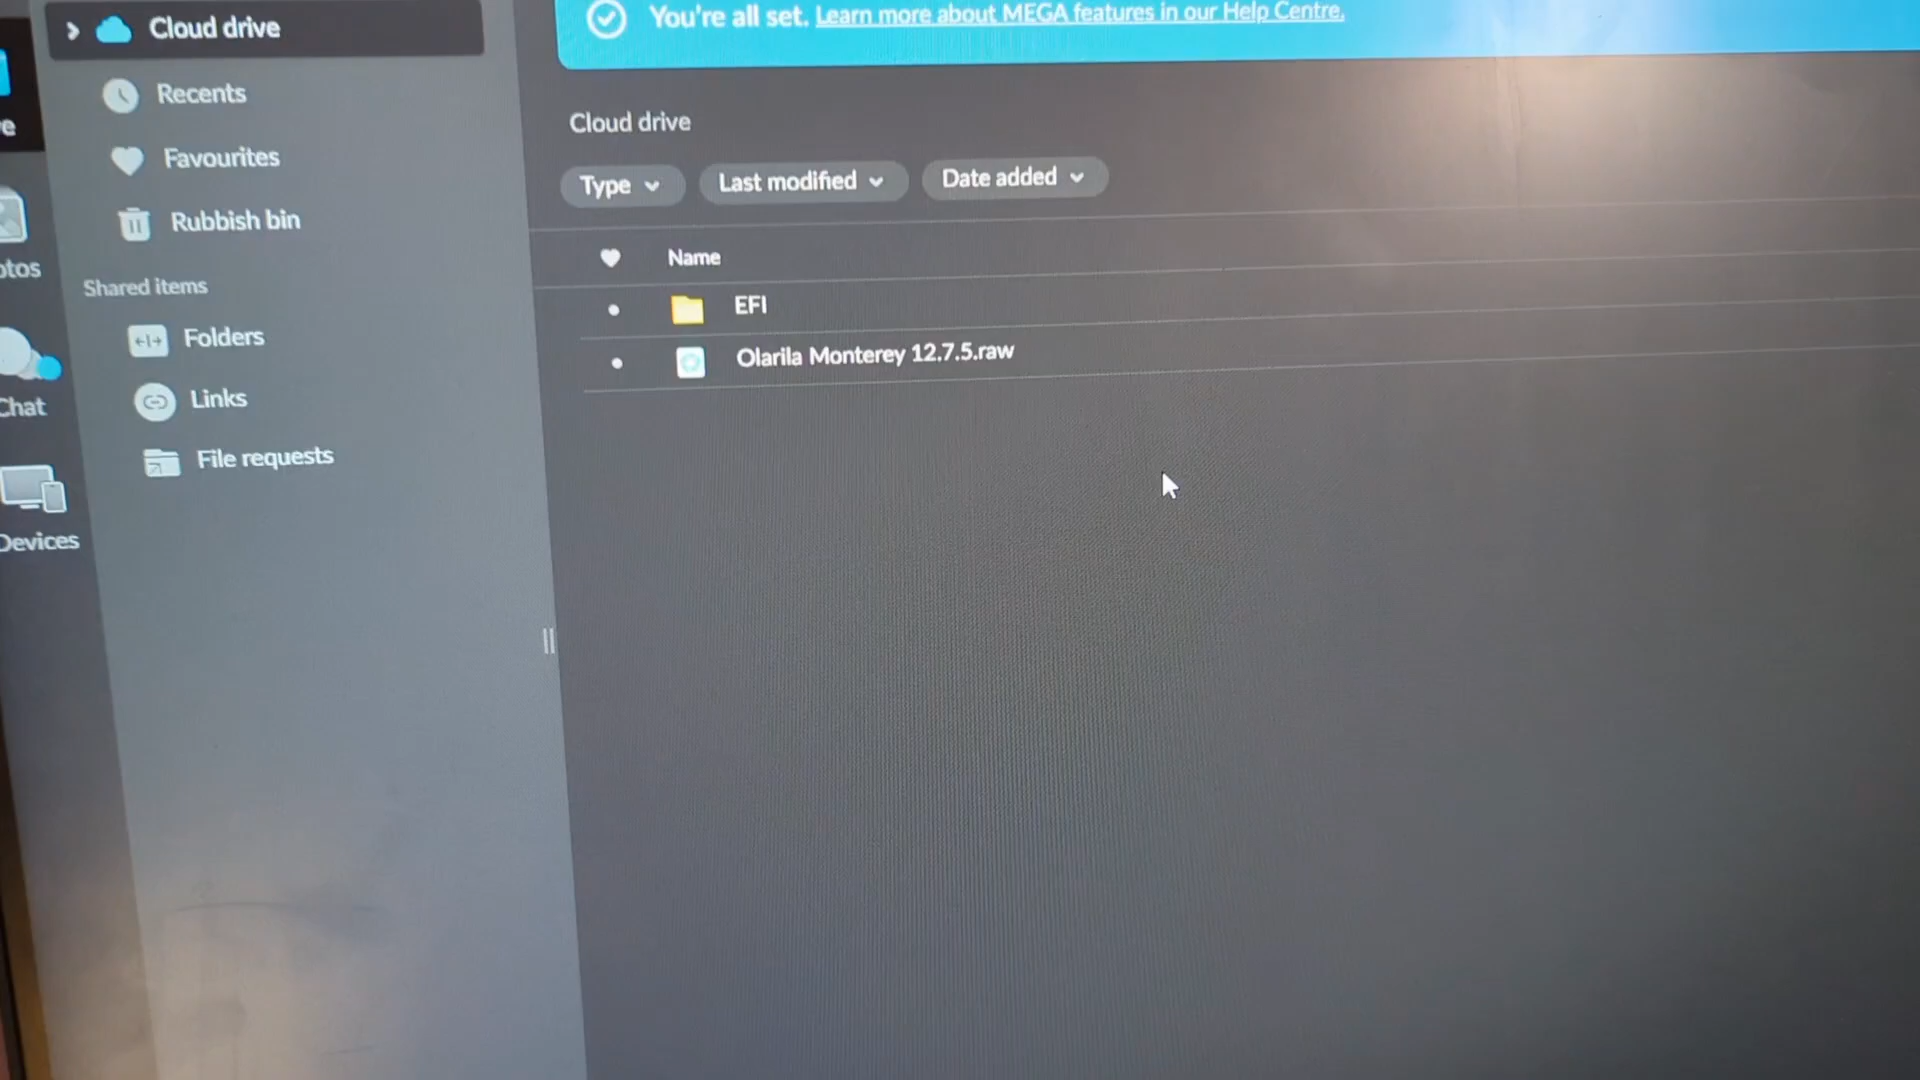 Cloud drive
Recents
Favourites
Rubbish bin
Shared items
Folders
Links
File requests
Chat
Devices
You're all set. Learn more about MEGA features in our Help Centre.
Cloud drive
Type
Last modified
Date added
Name
EFI
Olarila Monterey 12.7.5.raw